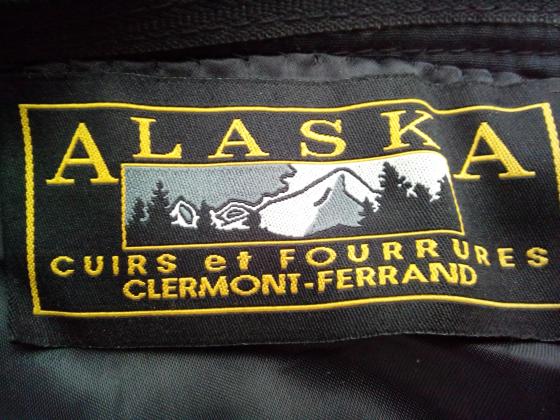 ALASKA
CUIRS et FOURRURES
CLERMONT-FERRAND